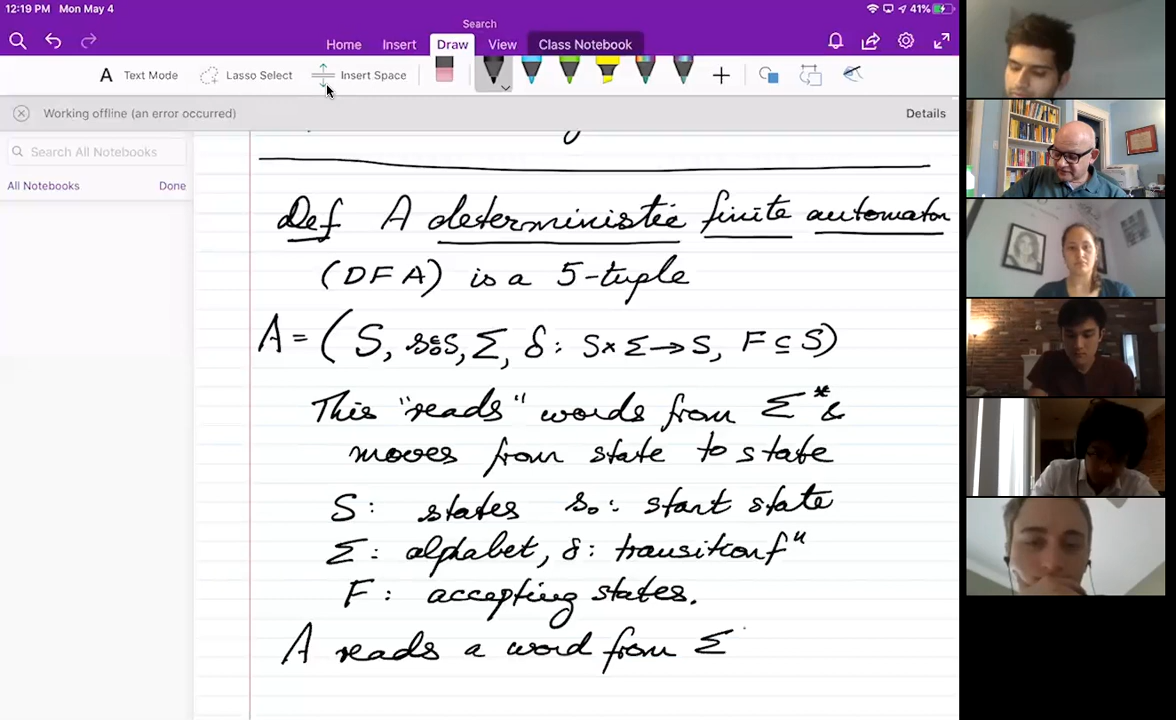 12:19 PM Mon May 4
41%
Search
Home Insert Draw View Class Notebook
Text Mode Lasso Select Insert Space
Working offline (an error occurred) Details
Search All Notebooks
All Notebooks Done
Def A deterministic finite automaton
(DFA) is a 5-tuple
A = (S, s₀∈S, Σ, δ: S×Σ→S, F⊆S)
This "reads" words from Σ* &
moves from state to state
S: states s₀: start state
Σ: alphabet, δ: transition fⁿ
F: accepting states.
A reads a word from Σ